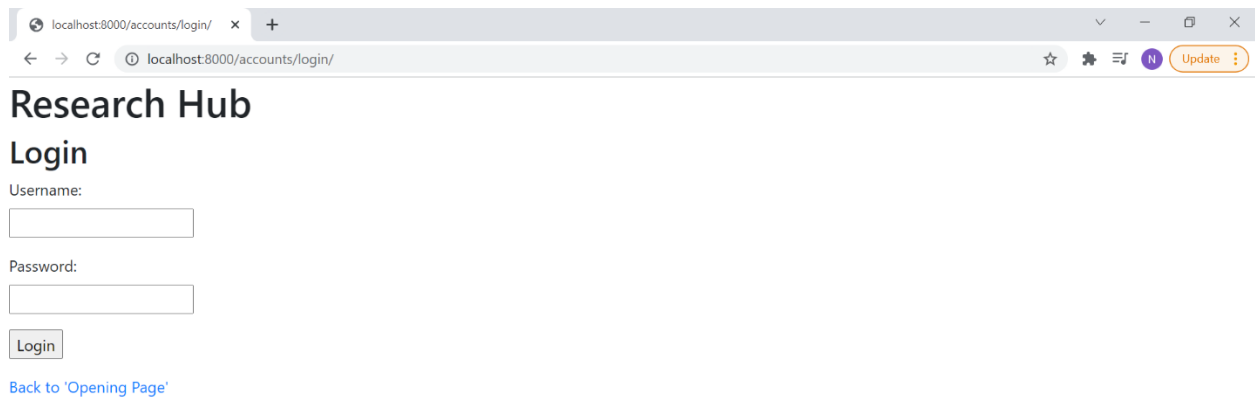 localhost:8000/accounts/login/
localhost:8000/accounts/login/ N Update
Research Hub
Login
Username:
Password:
Login
Back to 'Opening Page'